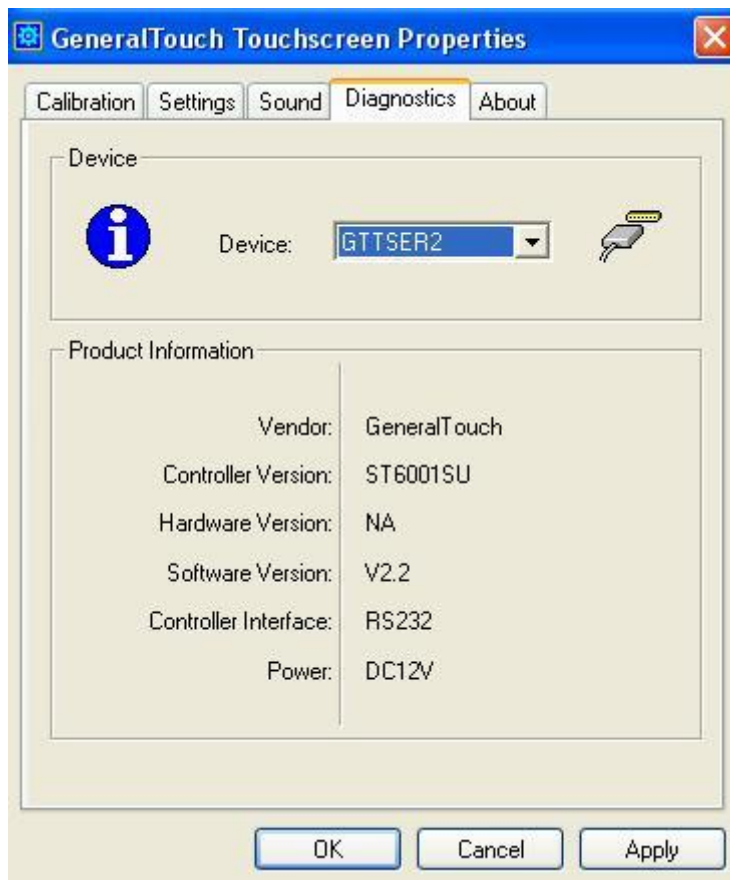 GeneralTouch Touchscreen Properties
Calibration Settings Sound Diagnostics About
Device
Device: GTTSER2
Product Information
Vendor: GeneralTouch
Controller Version: ST6001SU
Hardware Version: NA
Software Version: V2.2
Controller Interface: RS232
Power: DC12V
OK Cancel Apply